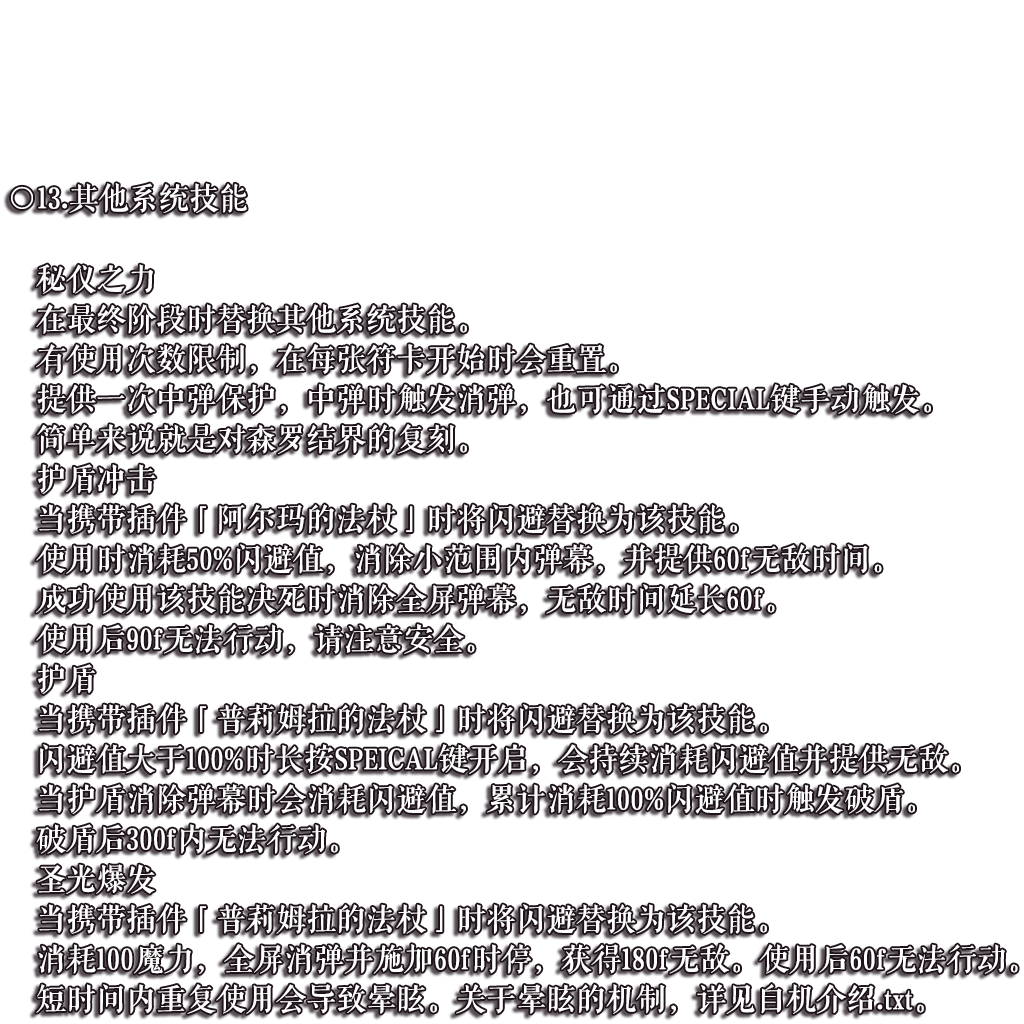 ◎13.其他系统技能
秘仪之力
在最终阶段时替换其他系统技能。
有使用次数限制，在每张符卡开始时会重置。
提供一次中弹保护，中弹时触发消弹，也可通过SPECIAL键手动触发。
简单来说就是对森罗结界的复刻。
护盾冲击
当携带插件「阿尔玛的法杖」时将闪避替换为该技能。
使用时消耗50%闪避值，消除小范围内弹幕，并提供60f无敌时间。
成功使用该技能决死时消除全屏弹幕，无敌时间延长60f。
使用后90f无法行动，请注意安全。
护盾
当携带插件「普莉姆拉的法杖」时将闪避替换为该技能。
闪避值大于100%时长按SPEICAL键开启，会持续消耗闪避值并提供无敌。
当护盾消除弹幕时会消耗闪避值，累计消耗100%闪避值时触发破盾。
破盾后300f内无法行动。
圣光爆发
当携带插件「普莉姆拉的法杖」时将闪避替换为该技能。
消耗100魔力，全屏消弹并施加60f时停，获得180f无敌。使用后60f无法行动。
短时间内重复使用会导致晕眩。关于晕眩的机制，详见自机介绍.txt。